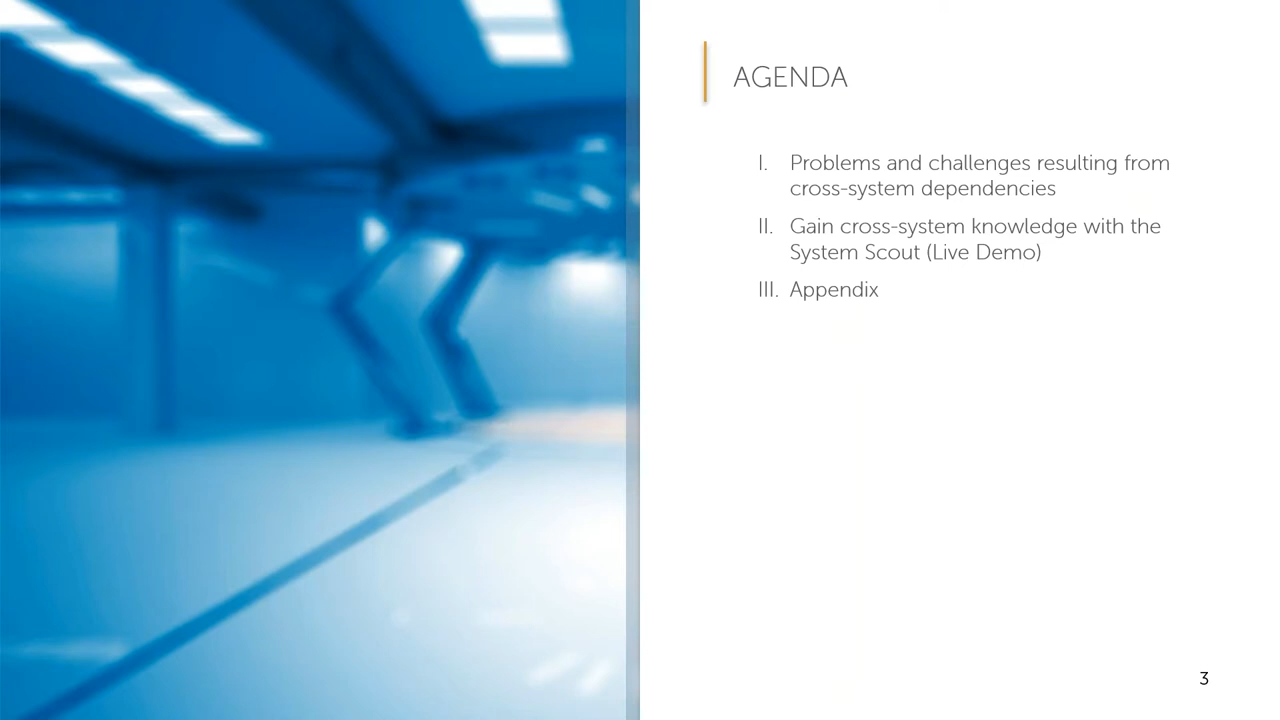 AGENDA
I. Problems and challenges resulting from
cross-system dependencies
II. Gain cross-system knowledge with the
System Scout (Live Demo)
III. Appendix
3